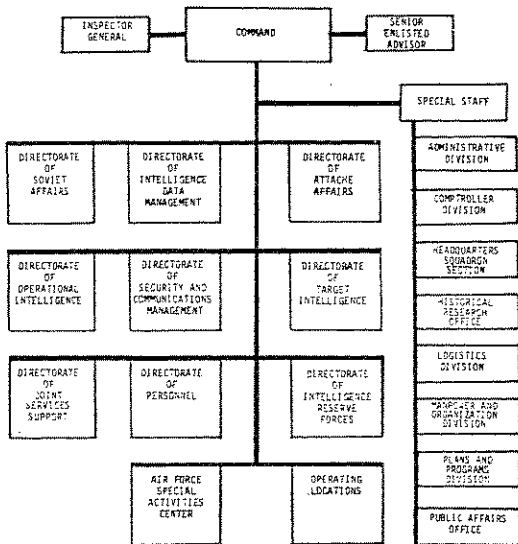 INSPECTOR
GENERAL
COMMAND
SENIOR
ENLISTED
ADVISOR
SPECIAL STAFF
DIRECTORATE
OF
SOVIET
AFFAIRS
DIRECTORATE
OF
INTELLIGENCE
DATA
MANAGEMENT
DIRECTORATE
OF
ATTACHE
AFFAIRS
DIRECTORATE
OF
OPERATIONAL
INTELLIGENCE
DIRECTORATE
OF
SECURITY AND
COMMUNICATIONS
MANAGEMENT
DIRECTORATE
OF
TARGET
INTELLIGENCE
DIRECTORATE
OF
JOINT
SERVICES
SUPPORT
DIRECTORATE
OF
PERSONNEL
DIRECTORATE
OF
INTELLIGENCE
RESERVE
FORCES
AIR FORCE
SPECIAL
ACTIVITIES
CENTER
OPERATING
LOCATIONS
ADMINISTRATIVE
DIVISION
COMPTROLLER
DIVISION
HEADQUARTERS
SQUADRON
SECTION
HISTORICAL
RESEARCH
OFFICE
LOGISTICS
DIVISION
MANPOWER AND
ORGANIZATION
DIVISION
PLANS AND
PROGRAMS
DIVISION
PUBLIC AFFAIRS
OFFICE